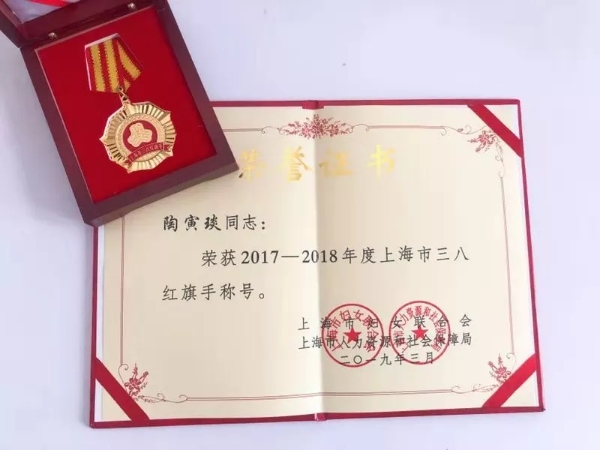 荣誉证书
陶寅琰同志：
荣获2017—2018年度上海市三八
红旗手称号。
上海市妇女联合会
上海市人力资源和社会保障局
二〇一九年三月